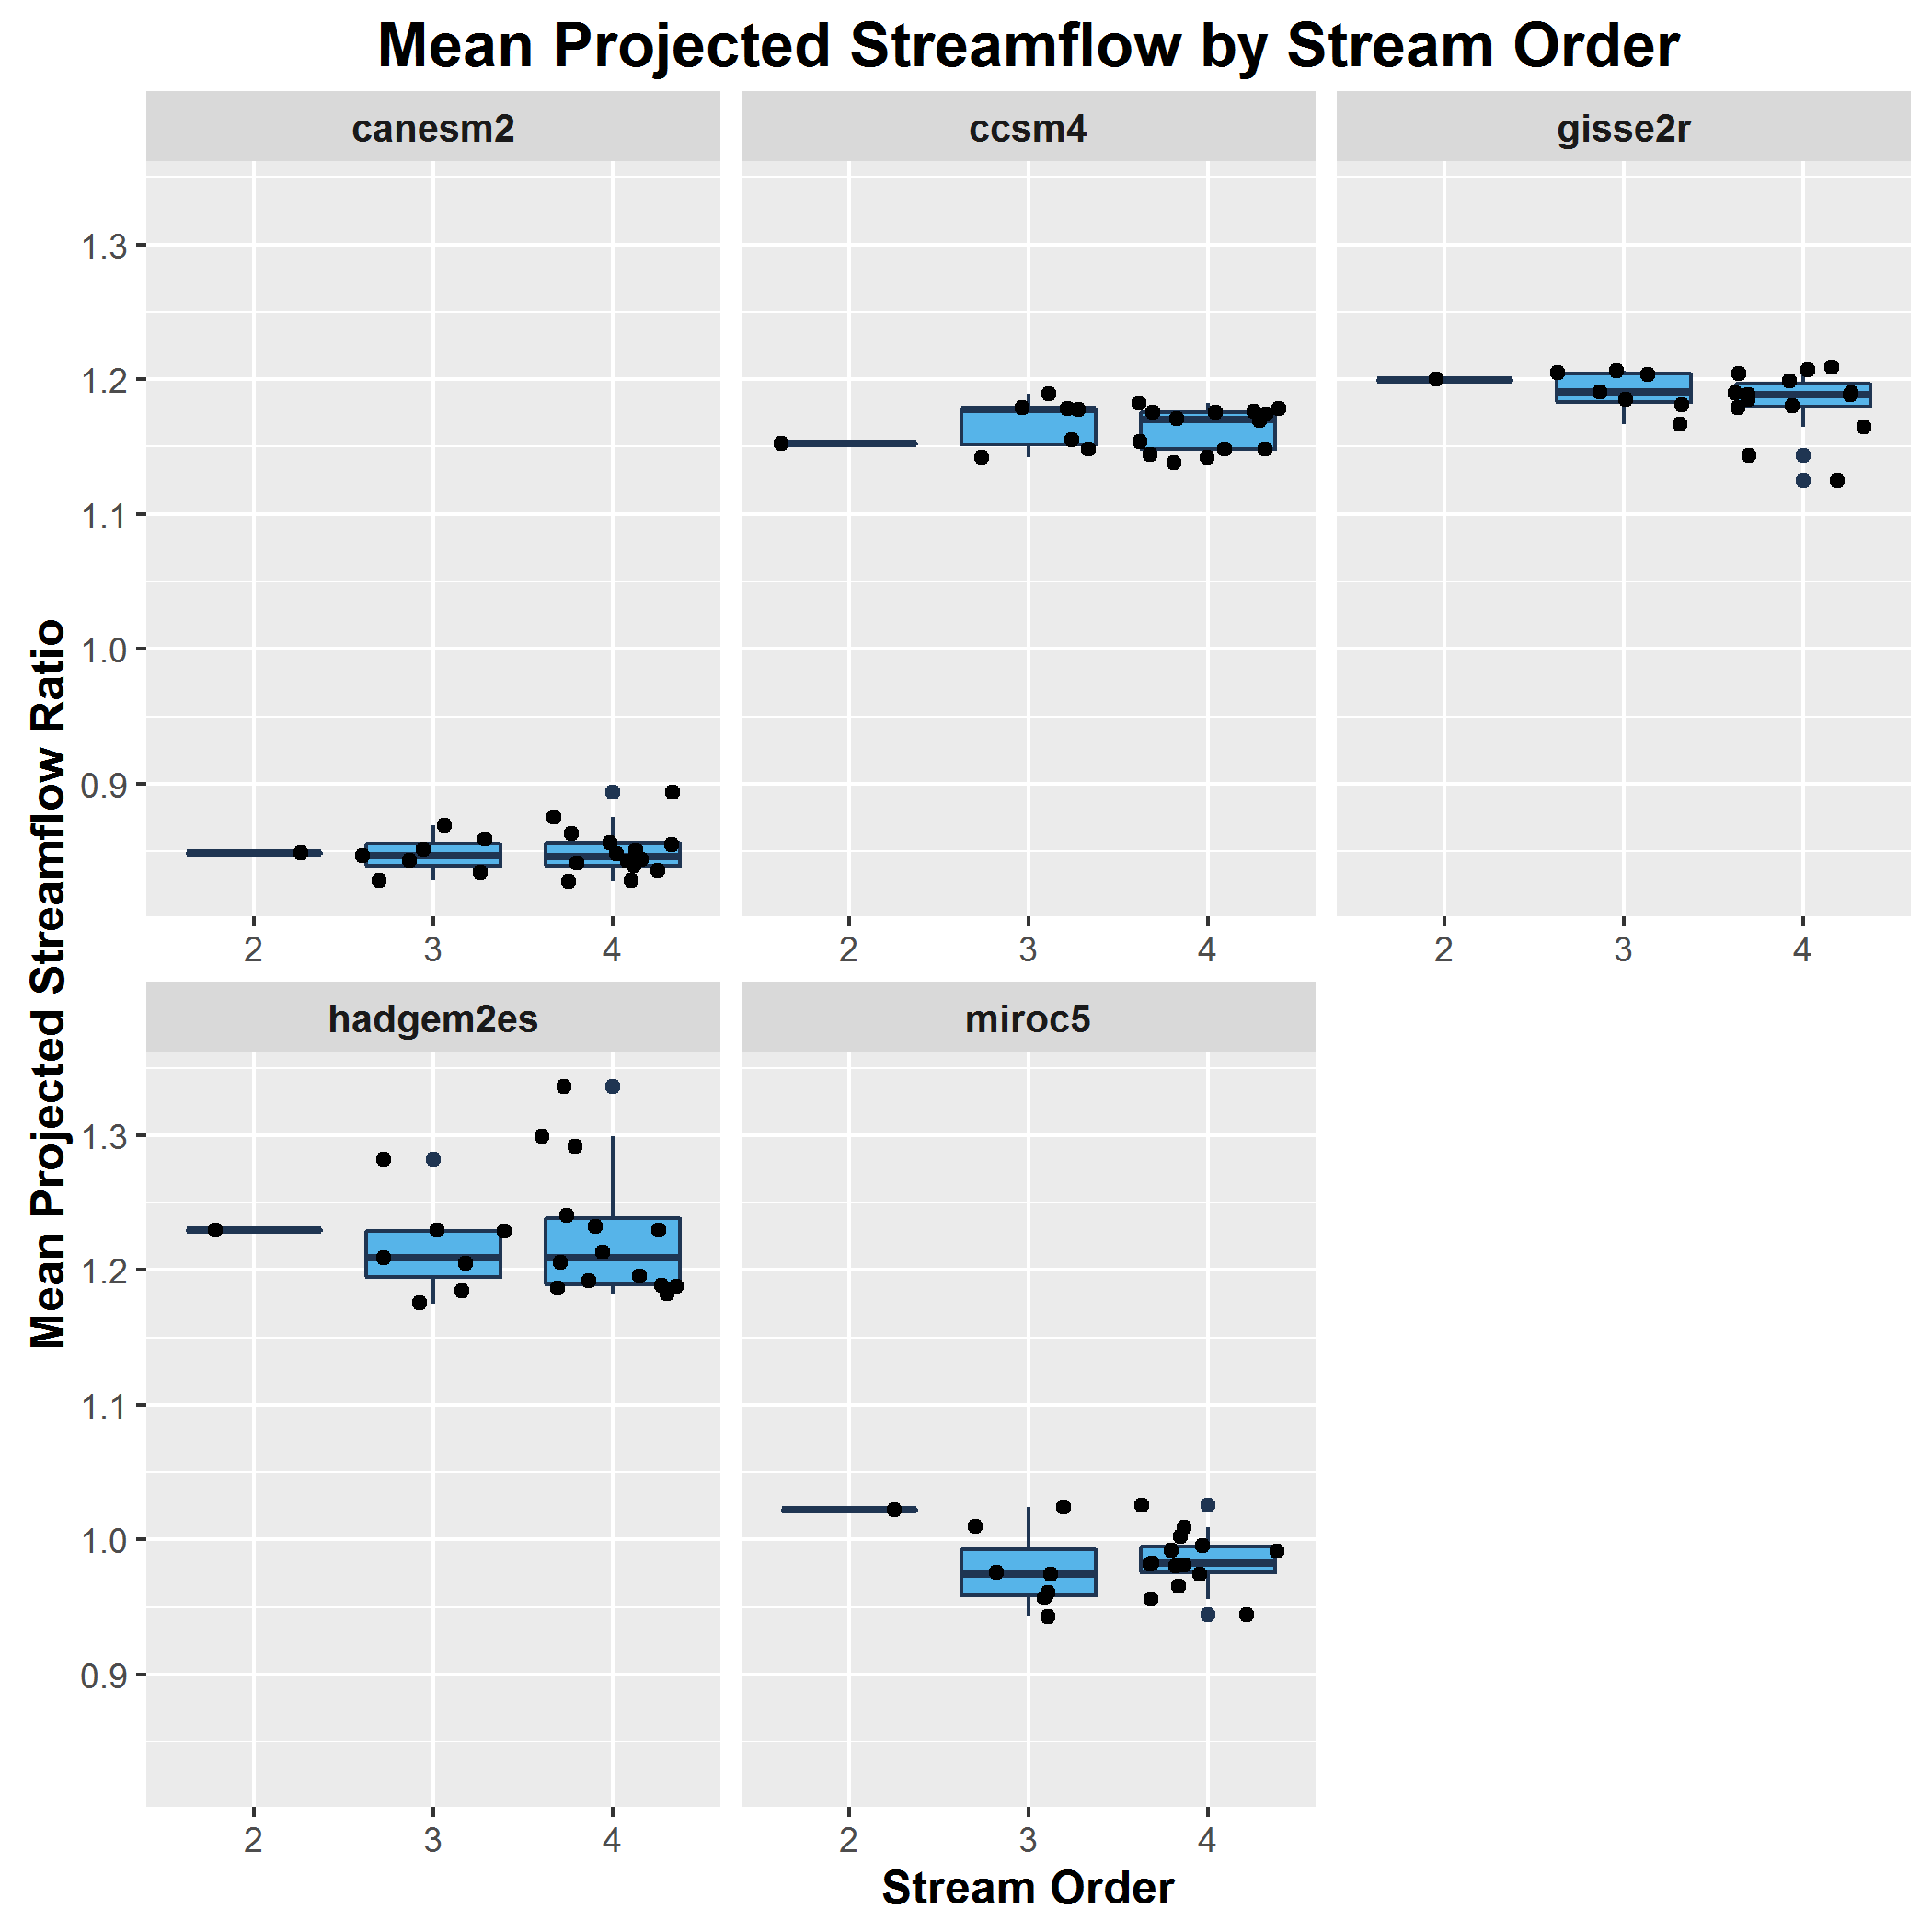 Mean Projected Streamflow by Stream Order
canesm2 ccsm4 gisse2r
1.3
1.2
1.1
1.0
0.9
2 3 4 2 3 4 2 3 4
Mean Projected Streamflow Ratio
hadgem2es miroc5
1.3
1.2
1.1
1.0
0.9
2 3 4 2 3 4
Stream Order